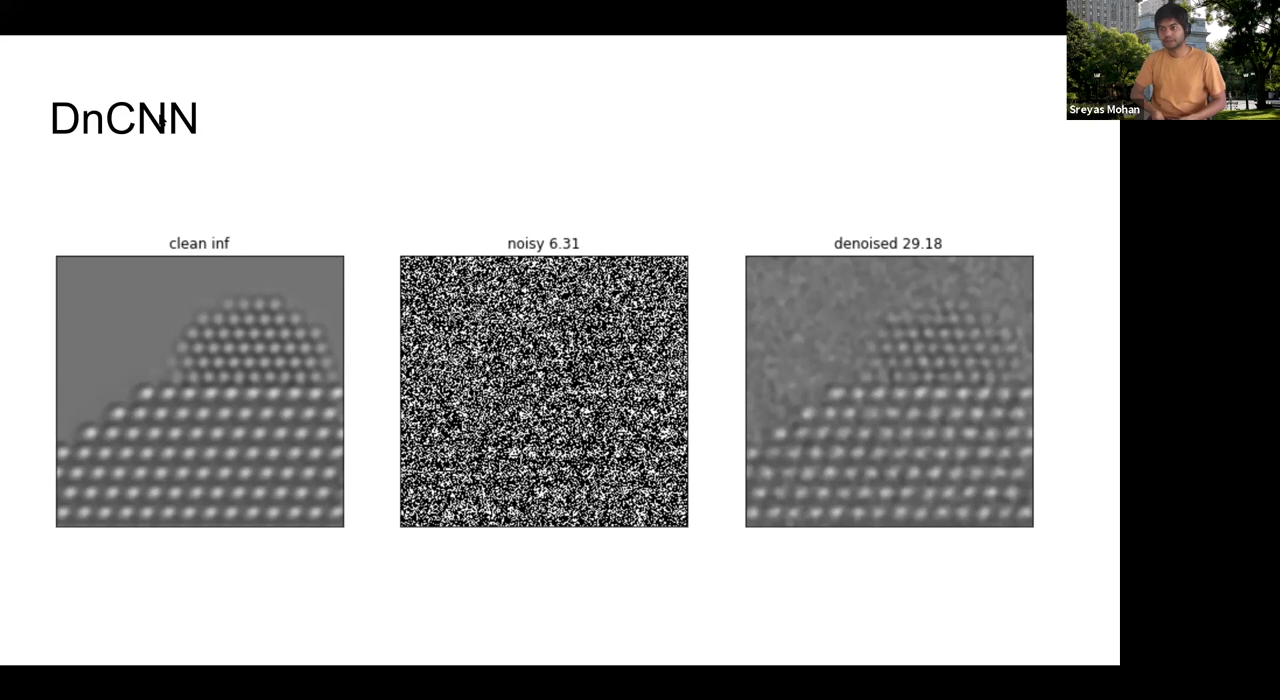 DnCNN
Sreyas Mohan
clean inf
noisy 6.31
denoised 29.18